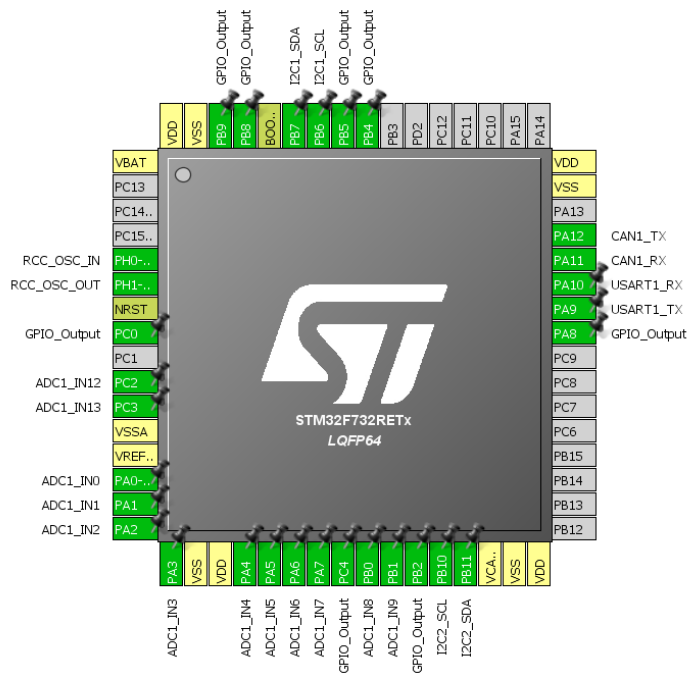 GPIO_Output
GPIO_Output
I2C1_SDA
I2C1_SCL
GPIO_Output
GPIO_Output
VDD
VSS
PB9
PB8
BOO..
PB7
PB6
PB5
PB4
PB3
PD2
PC12
PC11
PC10
PA15
PA14
VBAT
PC13
PC14..
PC15..
RCC_OSC_IN PH0-..
RCC_OSC_OUT PH1-..
NRST
GPIO_Output PC0
PC1
ADC1_IN12 PC2
ADC1_IN13 PC3
VSSA
VREF..
ADC1_IN0 PA0-..
ADC1_IN1 PA1
ADC1_IN2 PA2
ST
STM32F732RETx
LQFP64
VDD
VSS
PA13
PA12 CAN1_TX
PA11 CAN1_RX
PA10 USART1_RX
PA9 USART1_TX
PA8 GPIO_Output
PC9
PC8
PC7
PC6
PB15
PB14
PB13
PB12
PA3
VSS
VDD
PA4
PA5
PA6
PA7
PC4
PB0
PB1
PB2
PB10
PB11
VCA..
VSS
VDD
ADC1_IN3
ADC1_IN4
ADC1_IN5
ADC1_IN6
ADC1_IN7
GPIO_Output
ADC1_IN8
ADC1_IN9
GPIO_Output
I2C2_SCL
I2C2_SDA